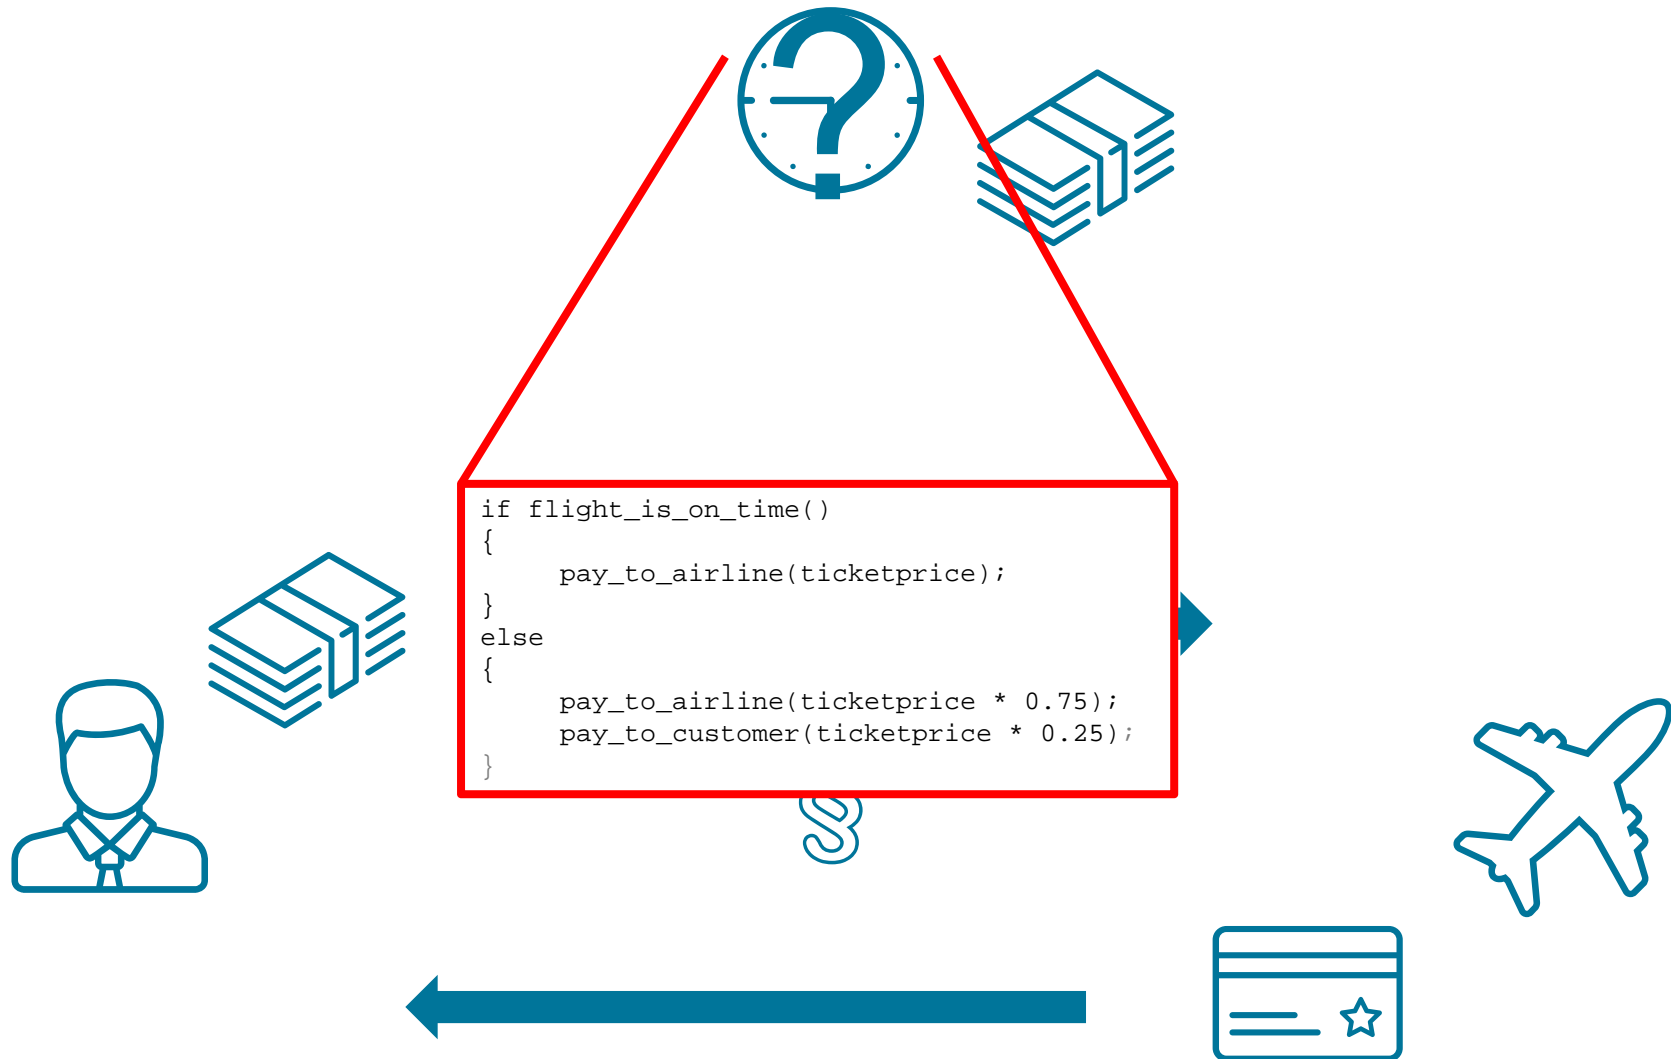 ?
if flight_is_on_time()
{
     pay_to_airline(ticketprice);
}
else
{
     pay_to_airline(ticketprice * 0.75);
     pay_to_customer(ticketprice * 0.25);
}
§